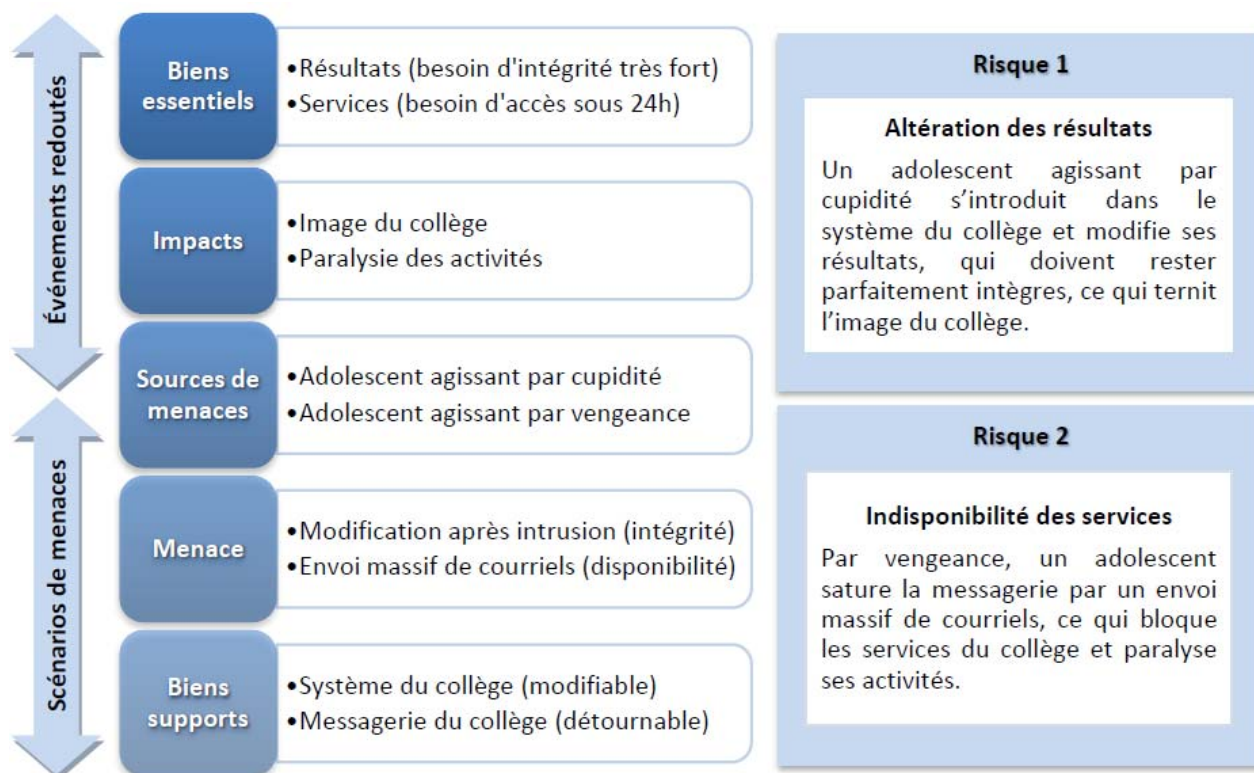 Événements redoutés
Biens
essentiels
•Résultats (besoin d'intégrité très fort)
•Services (besoin d'accès sous 24h)
Impacts
•Image du collège
•Paralysie des activités
Sources de
menaces
•Adolescent agissant par cupidité
•Adolescent agissant par vengeance
Scénarios de menaces
Menace
•Modification après intrusion (intégrité)
•Envoi massif de courriels (disponibilité)
Biens
supports
•Système du collège (modifiable)
•Messagerie du collège (détournable)
Risque 1
Altération des résultats
Un adolescent agissant par
cupidité s’introduit dans le
système du collège et modifie ses
résultats, qui doivent rester
parfaitement intègres, ce qui ternit
l’image du collège.
Risque 2
Indisponibilité des services
Par vengeance, un adolescent
sature la messagerie par un envoi
massif de courriels, ce qui bloque
les services du collège et paralyse
ses activités.